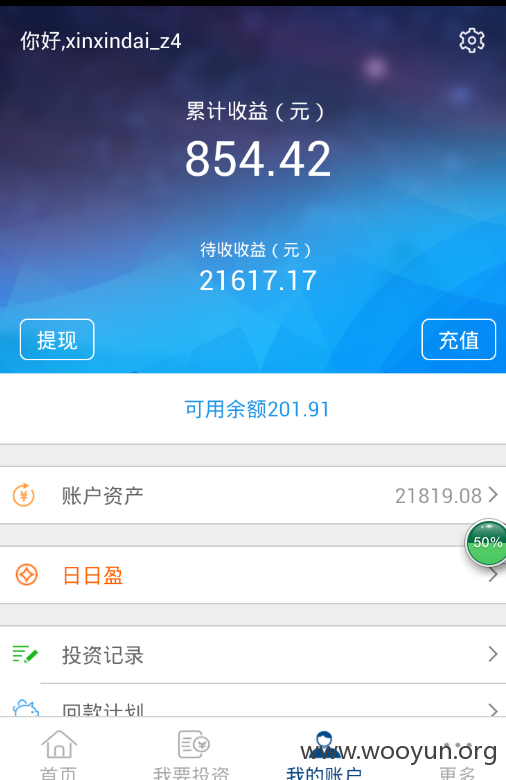 你好,xinxindai_z4
累计收益（元）
854.42
待收收益（元）
21617.17
提现 充值
可用余额201.91
账户资产 21819.08
50%
日日盈
投资记录
回款计划
www.wooyun.org
首页 我要投资 我的账户 更多